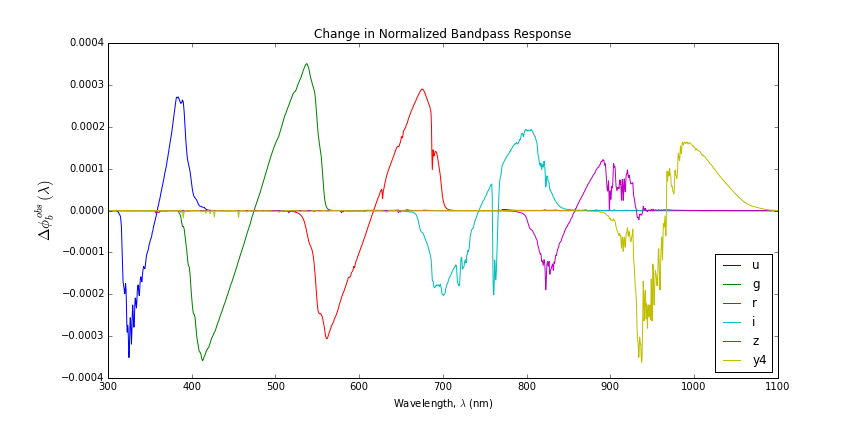 Change in Normalized Bandpass Response
0.0004
0.0003
0.0002
0.0001
0.0000
−0.0001
−0.0002
−0.0003
−0.0004
Δϕ_b^obs (λ)
300 400 500 600 700 800 900 1000 1100
Wavelength, λ (nm)
u
g
r
i
z
y4